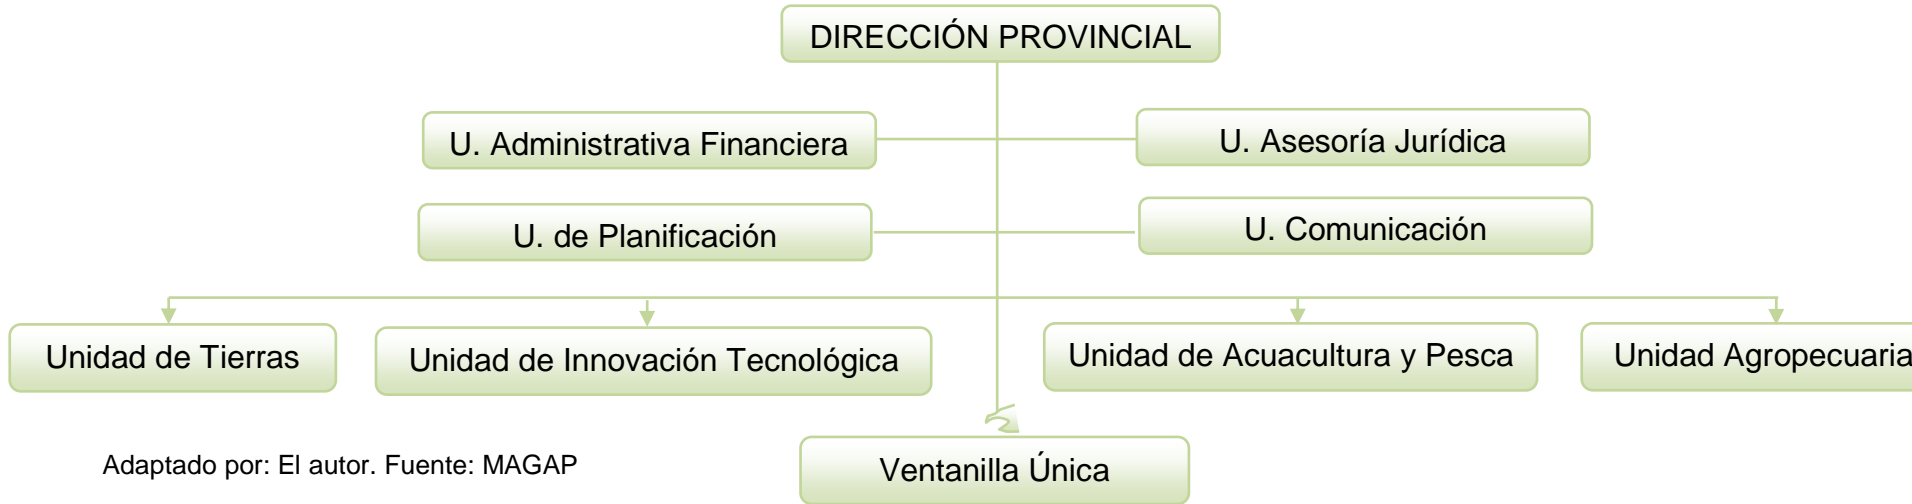 DIRECCIÓN PROVINCIAL
U. Administrativa Financiera
U. Asesoría Jurídica
U. de Planificación
U. Comunicación
Unidad de Tierras
Unidad de Innovación Tecnológica
Unidad de Acuacultura y Pesca
Unidad Agropecuaria
Ventanilla Única
Adaptado por: El autor. Fuente: MAGAP